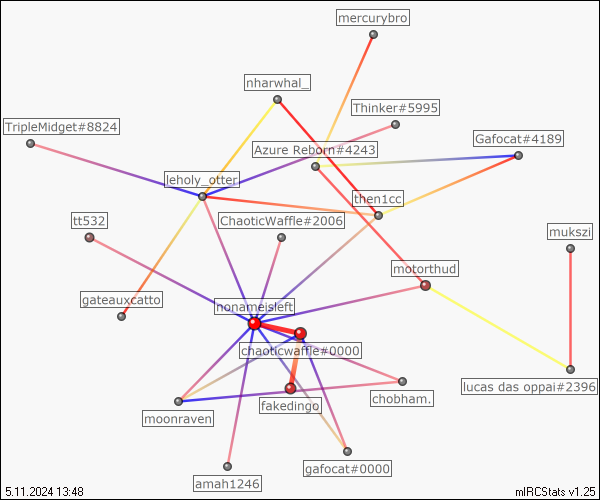 mercurybro
nharwhal_
Thinker#5995
TripleMidget#8824
Gafocat#4189
Azure Reborn#4243
leholy_otter
then1cc
tt532
ChaoticWaffle#2006
mukszi
motorthud
gateauxcatto
nonameisleft
chaoticwaffle#0000
lucas das oppai#2396
chobham.
fakedingo
moonraven
gafocat#0000
amah1246
5.11.2024 13:48
mIRCStats v1.25